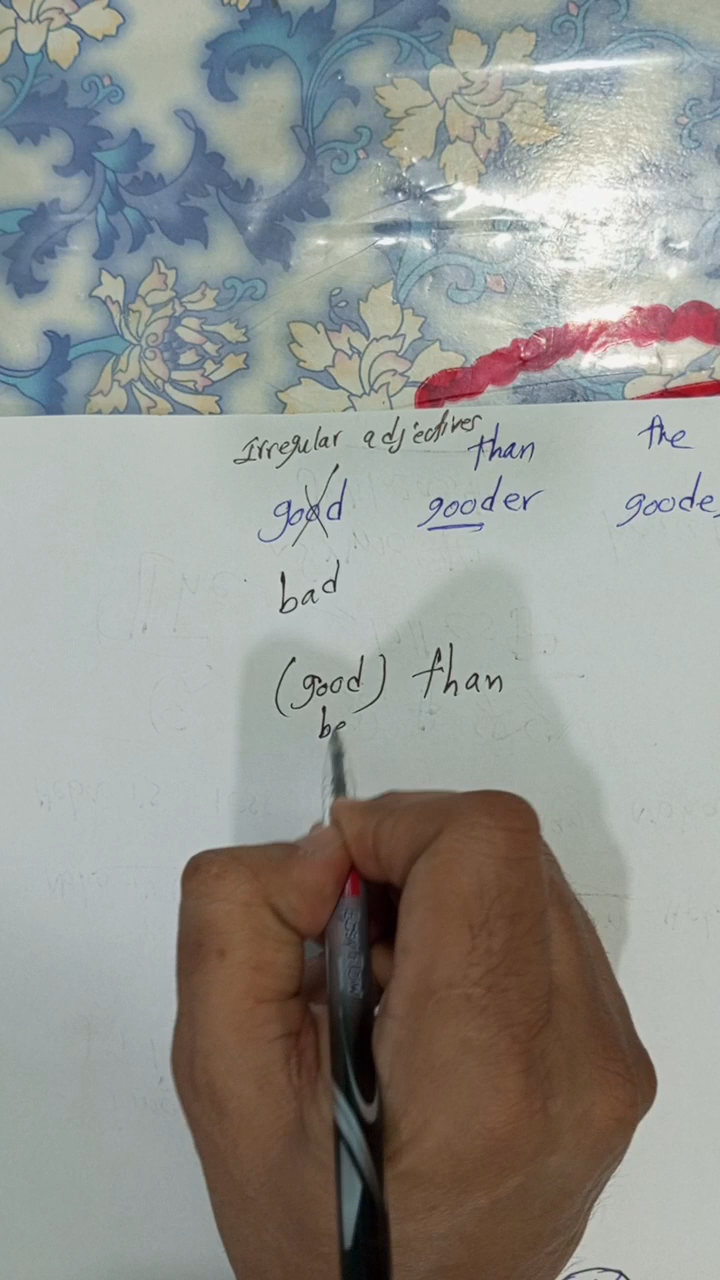 Irregular adjectives
than the
good gooder goode
bad
(good) than
be